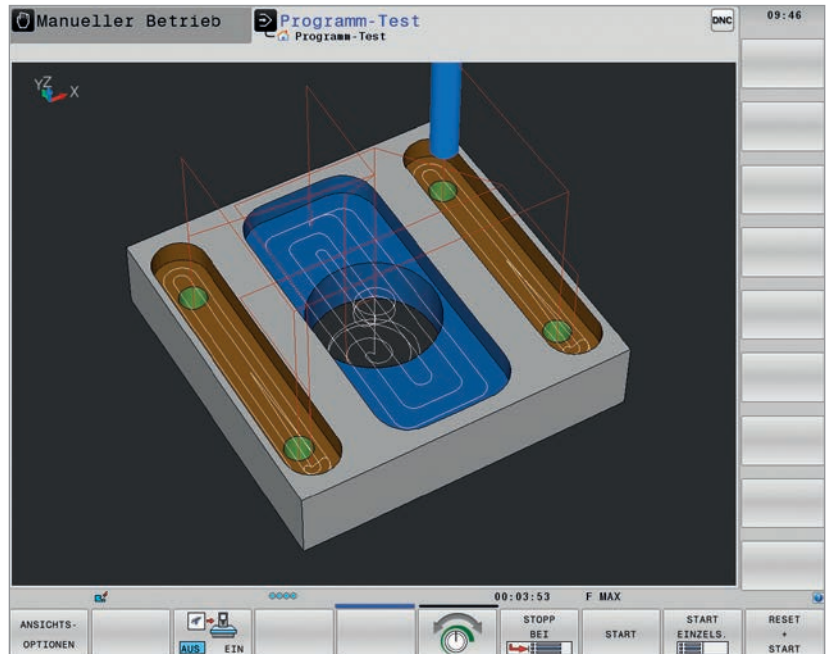 Manueller Betrieb
Programm-Test
Programm-Test
DNC
09:46
YZ
X
00:03:53
F MAX
ANSICHTS-
OPTIONEN
AUS EIN
STOPP
BEI
START
START
EINZELS.
RESET
+
START